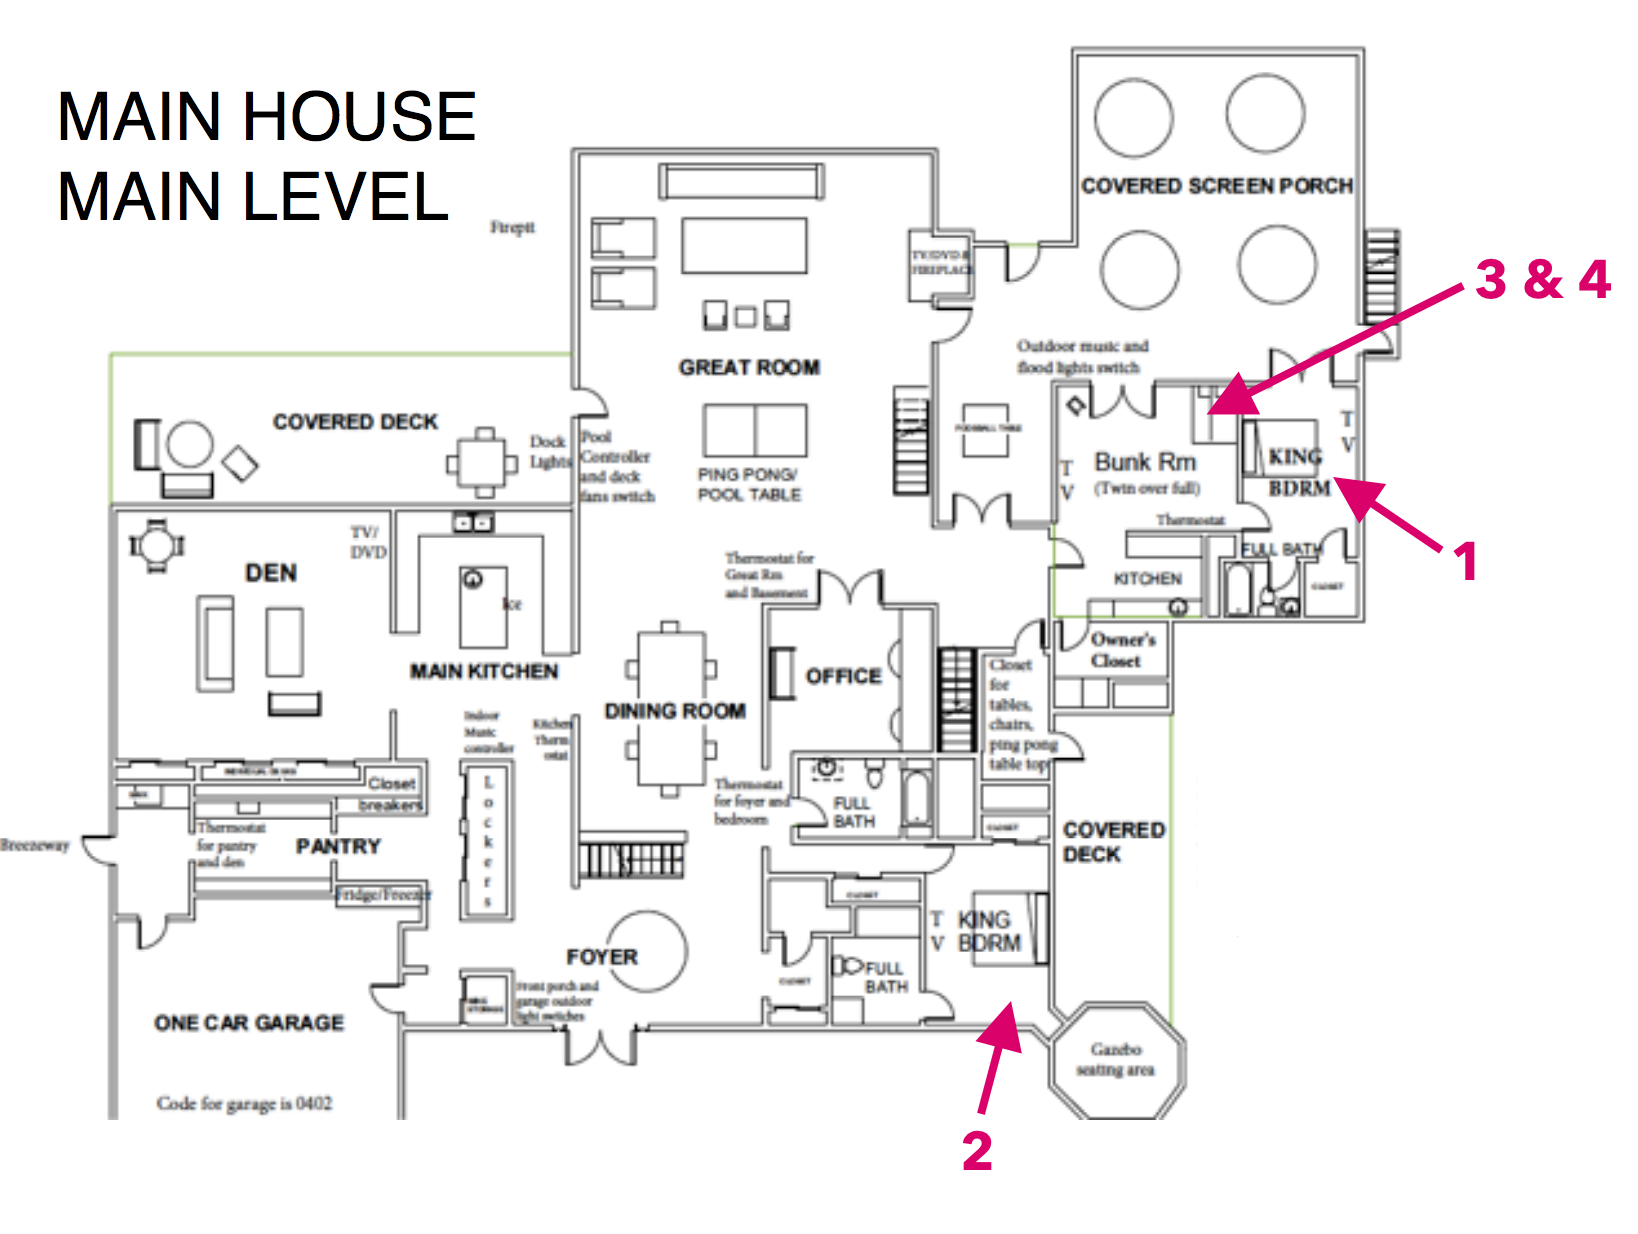 MAIN HOUSE
MAIN LEVEL
Firepit
COVERED SCREEN PORCH
TV/DVD &
FIREPLACE
3 & 4
Outdoor music and
flood lights switch
GREAT ROOM
COVERED DECK
Dock
Lights
Pool
Controller
and deck
fans switch
PING PONG/
POOL TABLE
FOOSBALL TABLE
T
V
Bunk Rm
(Twin over full)
Thermostat
T
V
KING
BDRM
1
FULL BATH
CLOSET
KITCHEN
Owner's
Closet
TV/
DVD
DEN
Ice
MAIN KITCHEN
Thermostat for
Great Rm
and Basement
OFFICE
DINING ROOM
Closet
for
tables,
chairs,
ping pong
table top
Indoor
Music
controller
Kitchen
Therm
ostat
INDIVIDUAL DESKS
Closet
breakers
L
o
c
k
e
r
s
Thermostat
for foyer and
bedroom
FULL
BATH
CLOSET
COVERED
DECK
Breezeway
Thermostat
for pantry
and den
PANTRY
Fridge/Freezer
CLOSET
T
V
KING
BDRM
FOYER
FULL
BATH
CLOSET
Front porch and
garage outdoor
light switches
STORAGE
ONE CAR GARAGE
Code for garage is 0402
Gazebo
seating area
2